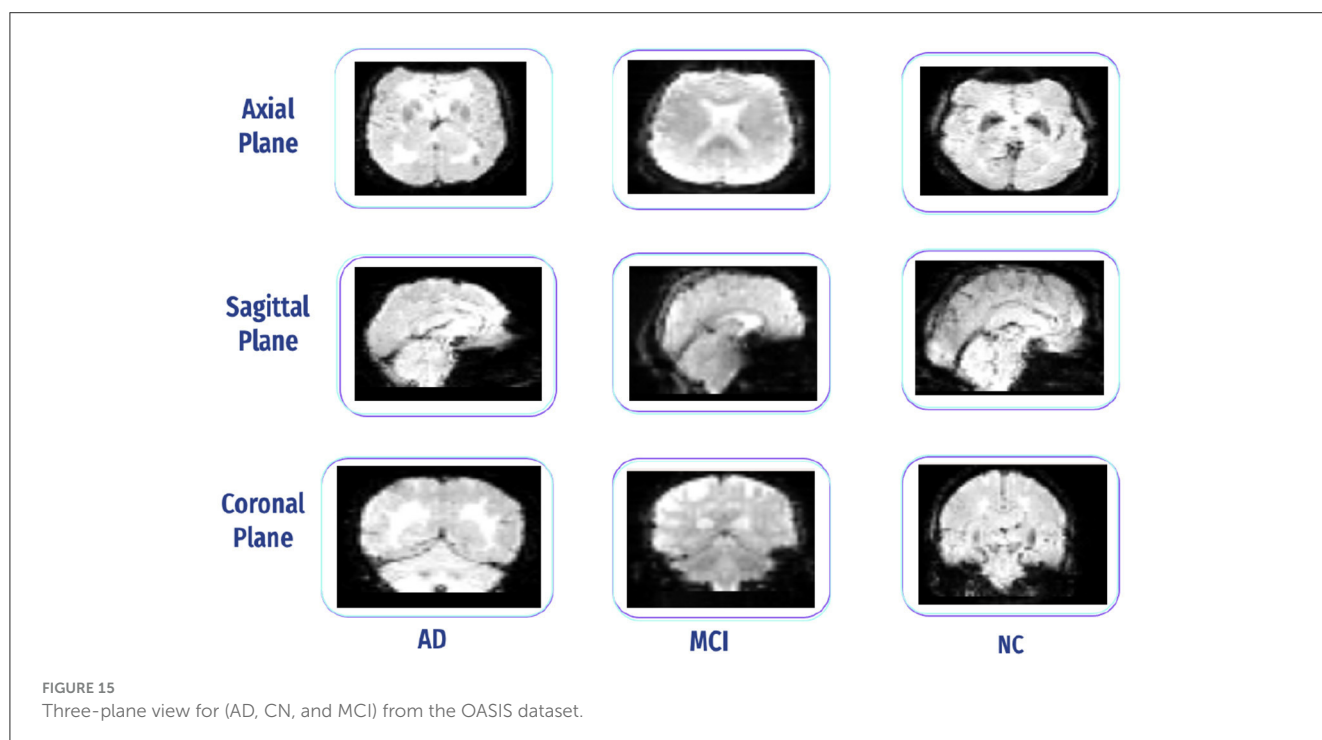 Axial
Plane
Sagittal
Plane
Coronal
Plane
AD
MCI
NC
FIGURE 15
Three-plane view for (AD, CN, and MCI) from the OASIS dataset.